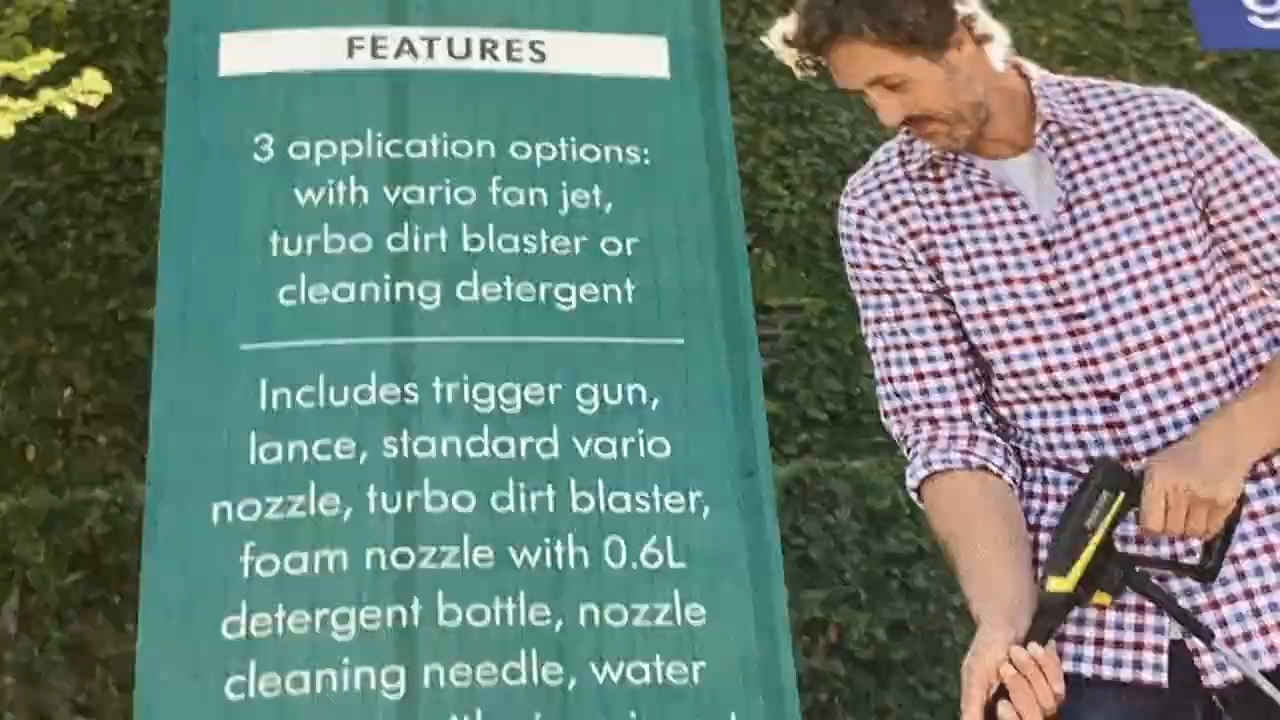 FEATURES
3 application options:
with vario fan jet,
turbo dirt blaster or
cleaning detergent
Includes trigger gun,
lance, standard vario
nozzle, turbo dirt blaster,
foam nozzle with 0.6L
detergent bottle, nozzle
cleaning needle, water